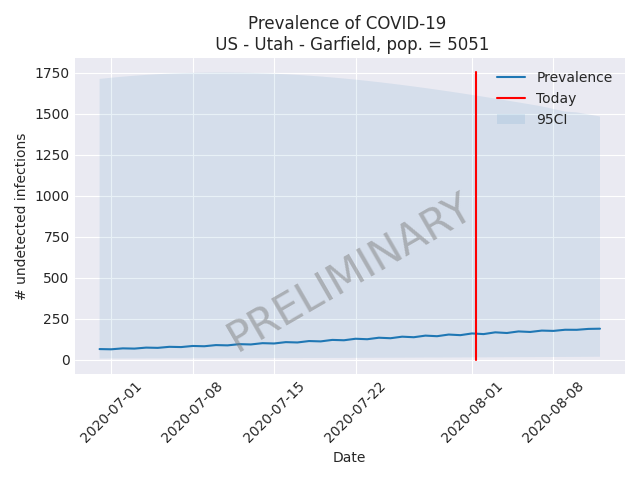 Prevalence of COVID-19
US - Utah - Garfield, pop. = 5051
# undetected infections
1750
1500
1250
1000
750
500
250
0
Prevalence
Today
95CI
PRELIMINARY
2020-07-01
2020-07-08
2020-07-15
2020-07-22
2020-08-01
2020-08-08
Date